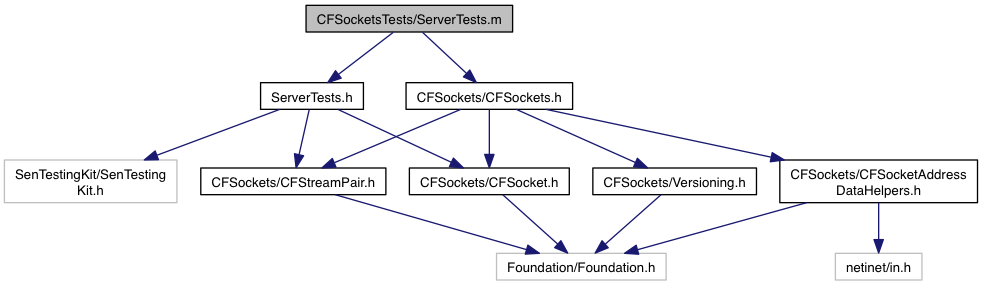 CFSocketsTests/ServerTests.m
ServerTests.h
CFSockets/CFSockets.h
SenTestingKit/SenTesting
Kit.h
CFSockets/CFStreamPair.h
CFSockets/CFSocket.h
CFSockets/Versioning.h
CFSockets/CFSocketAddress
DataHelpers.h
Foundation/Foundation.h
netinet/in.h